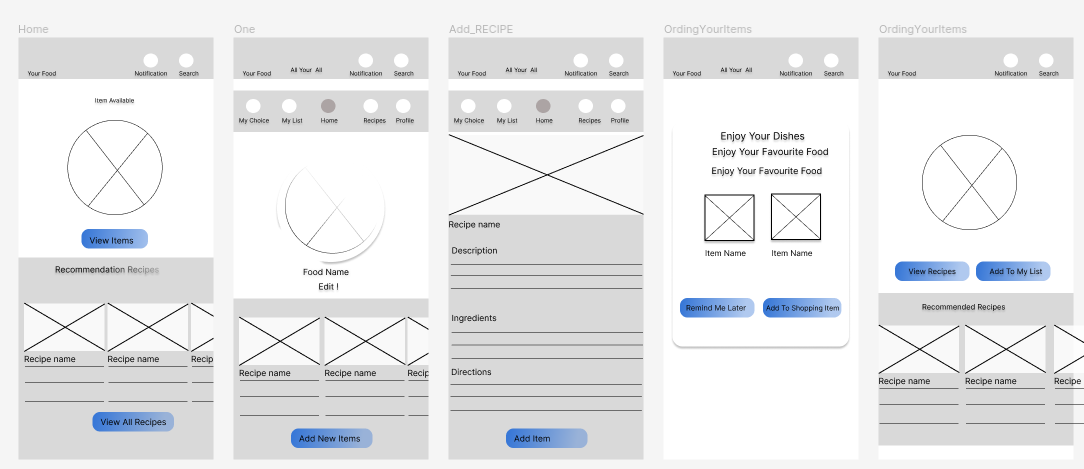 Home
Your Food
Notification
Search
Item Available
View Items
Recommendation Recipes
Recipe name
Recipe name
Recip
View All Recipes
One
Your Food
All Your All
Notification
Search
My Choice
My List
Home
Recipes
Profile
Food Name
Edit !
Recipe name
Recipe name
Recip
Add New Items
Add_RECIPE
Your Food
All Your All
Notification
Search
My Choice
My List
Home
Recipes
Profile
Recipe name
Description
Ingredients
Directions
Add Item
OrdingYourItems
Your Food
All Your All
Notification
Search
Enjoy Your Dishes
Enjoy Your Favourite Food
Enjoy Your Favourite Food
Item Name
Item Name
Remind Me Later
Add To Shopping Item
OrdingYourItems
Your Food
Notification
Search
View Recipes
Add To My List
Recommended Recipes
Recipe name
Recipe name
Recipe